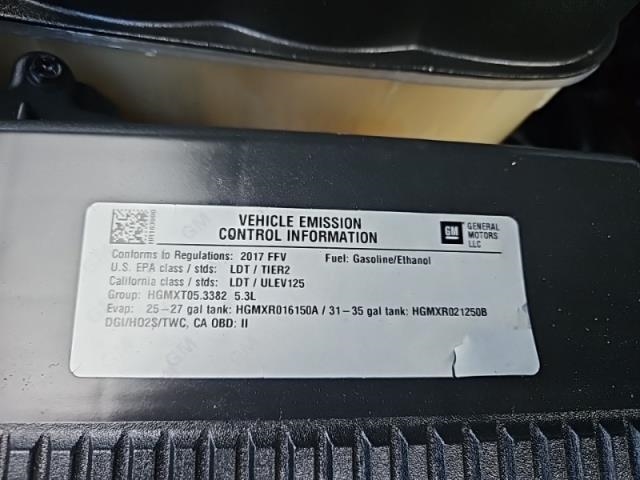 VEHICLE EMISSION
CONTROL INFORMATION
GM
GENERAL
MOTORS
LLC
Conforms to Regulations: 2017 FFV Fuel: Gasoline/Ethanol
U.S. EPA class / stds: LDT / TIER2
California class / stds: LDT / ULEV125
Group: HGMXT05.3382 5.3L
Evap: 25-27 gal tank: HGMXR016150A / 31-35 gal tank: HGMXR021250B
DGI/HO2S/TWC, CA OBD: II